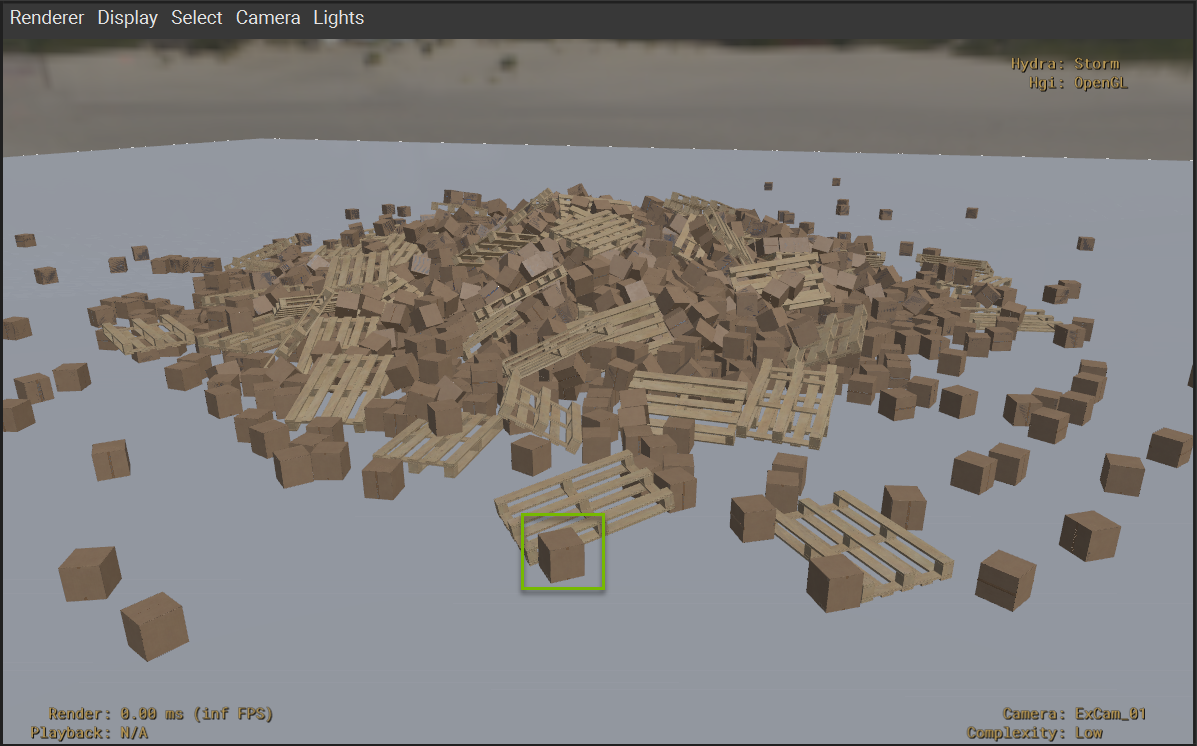 Renderer Display Select Camera Lights
Hydra: Storm
Hgi: OpenGL
Render: 0.00 ms (inf FPS)
Playback: N/A
Camera: ExCam_01
Complexity: Low